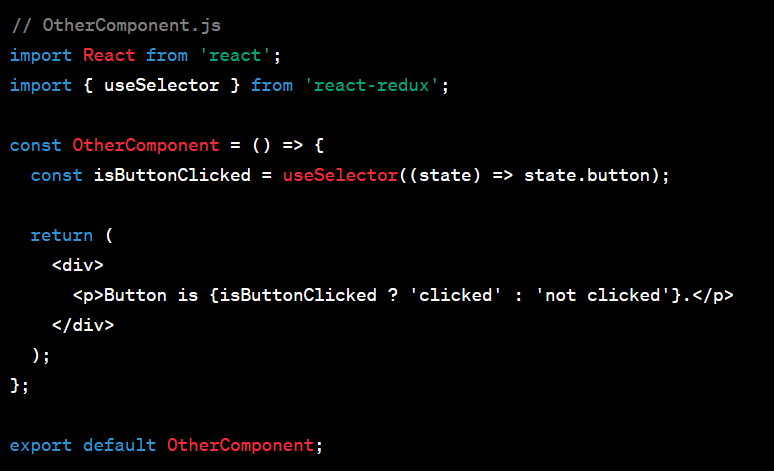 // OtherComponent.js
import React from 'react';
import { useSelector } from 'react-redux';

const OtherComponent = () => {
  const isButtonClicked = useSelector((state) => state.button);

  return (
    <div>
      <p>Button is {isButtonClicked ? 'clicked' : 'not clicked'}.</p>
    </div>
  );
};

export default OtherComponent;